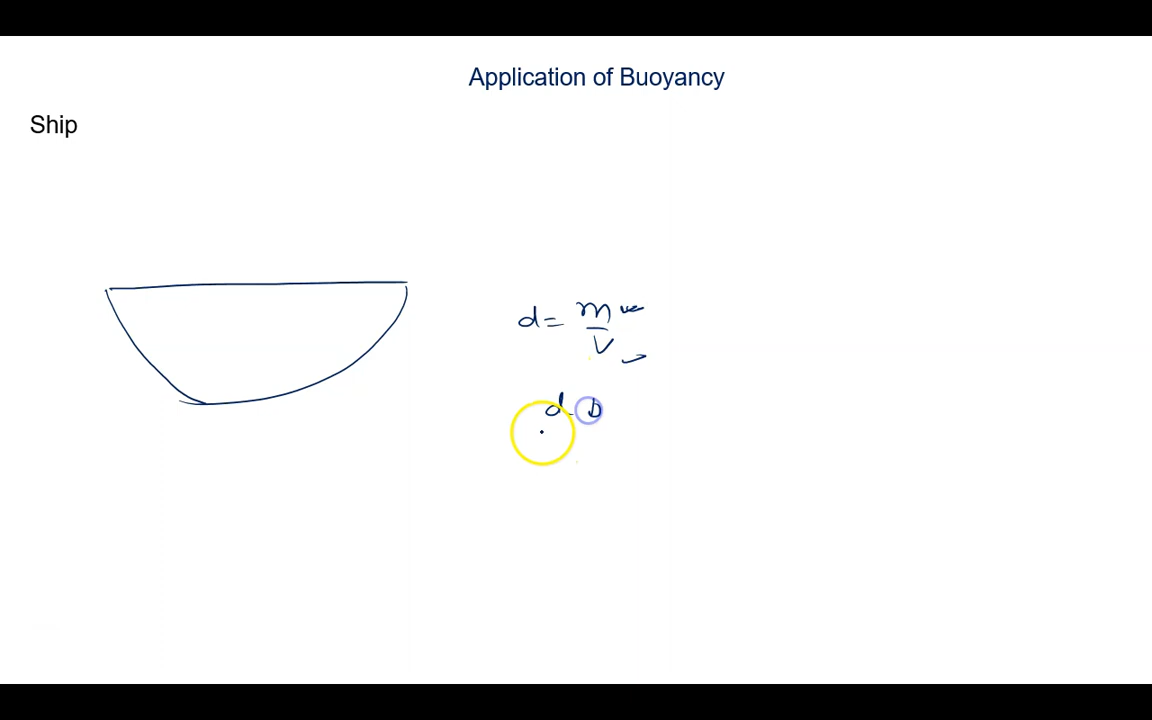 Application of Buoyancy
Ship
d = m
V
d